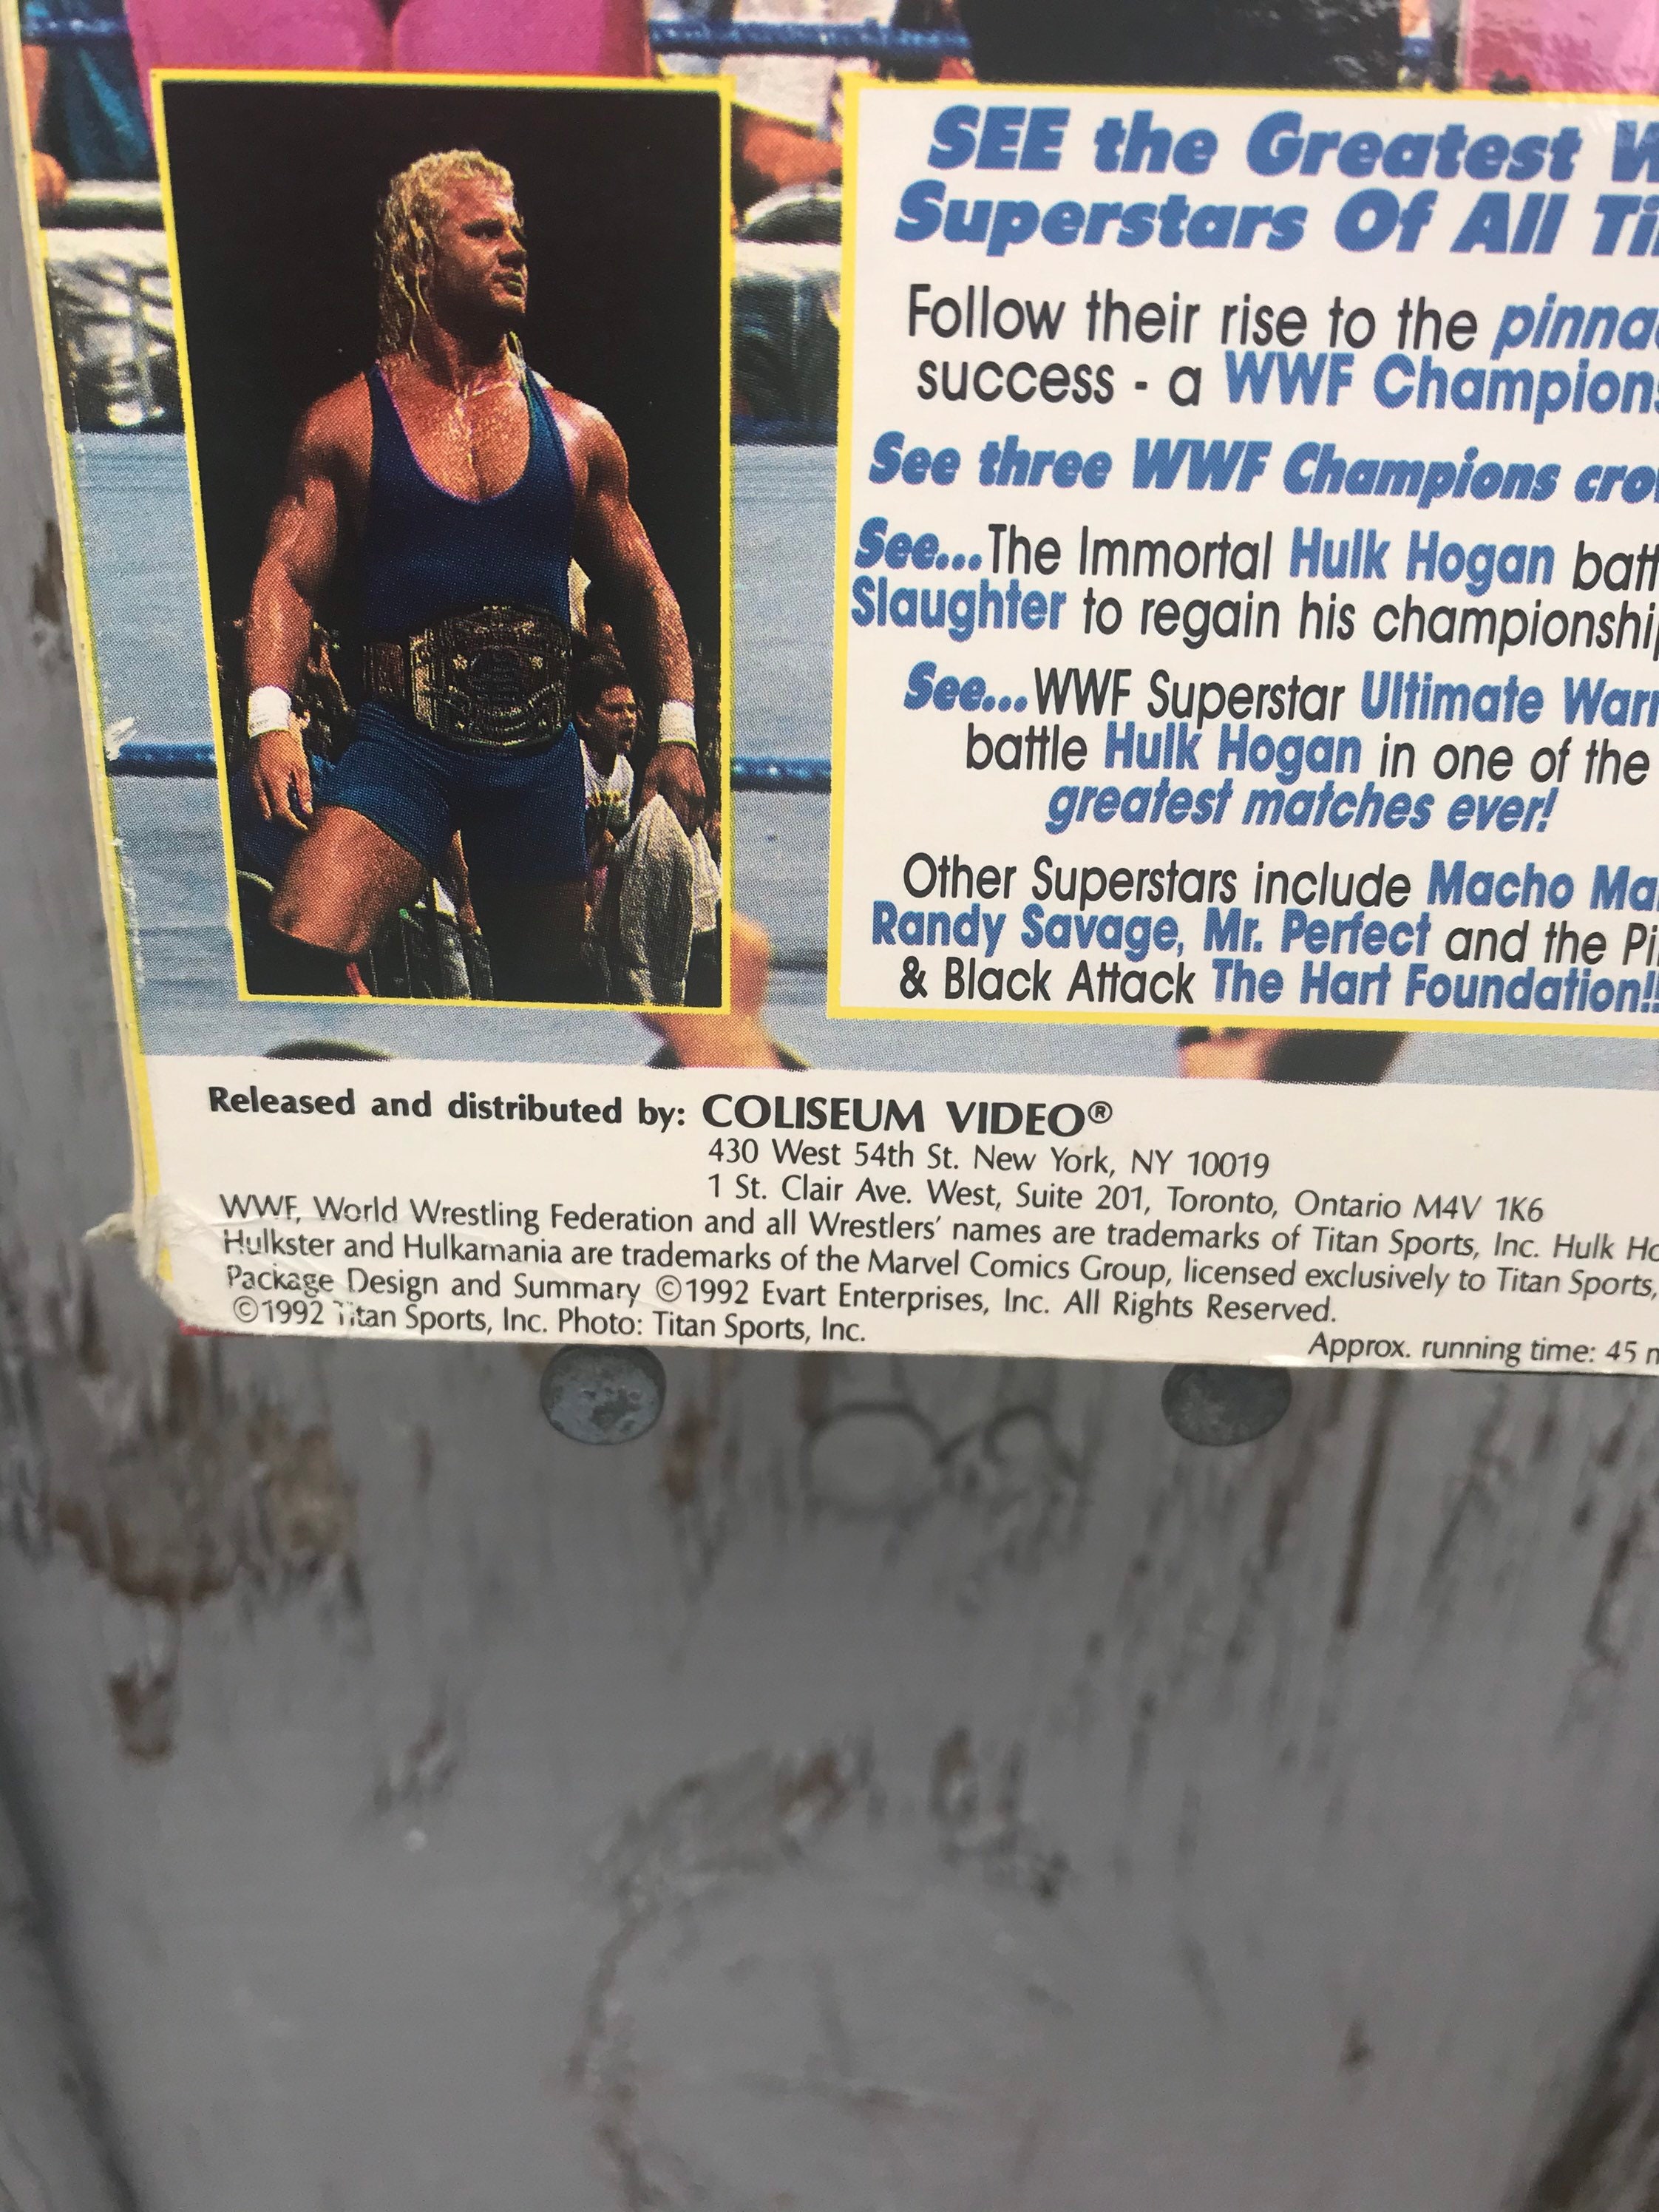 SEE the Greatest
Superstars Of All
Follow their rise to the
success - a WWF
See three WWF Champions
See...The Immortal Hulk Hogan
Slaughter to regain his
See...WWF Superstar Ultimate
battle Hulk Hogan in one of the
greatest matches ever!
Other Superstars include Macho
Randy Savage, Mr. Perfect and the
& Black Attack The Hart Foundation!!
Released and distributed by: COLISEUM VIDEO®
430 West 54th St. New York, NY 10019
1 St. Clair Ave. West, Suite 201, Toronto, Ontario M4V 1K6
WWF, World Wrestling Federation and all Wrestlers' names are trademarks of Titan Sports, Inc. Hulk
Hulkster and Hulkamania are trademarks of the Marvel Comics Group, licensed exclusively to Titan Sports,
Package Design and Summary ©1992 Evart Enterprises, Inc. All Rights Reserved.
©1992 Titan Sports, Inc. Photo: Titan Sports, Inc.
Approx. running time: 45